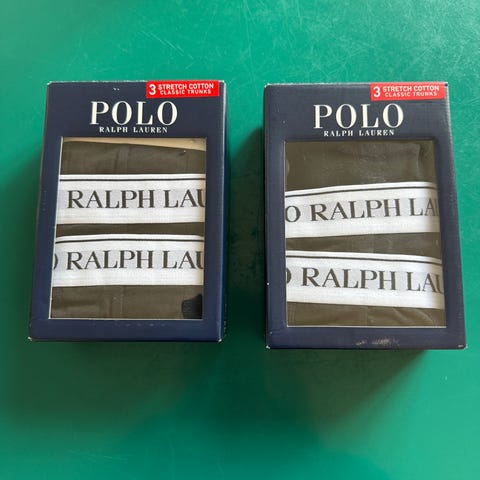 3 STRETCH COTTON
CLASSIC TRUNKS
POLO
RALPH LAUREN
RALPH LAU
O RALPH LAU
3 STRETCH COTTON
CLASSIC TRUNKS
POLO
RALPH LAUREN
O RALPH LA
O RALPH LAU